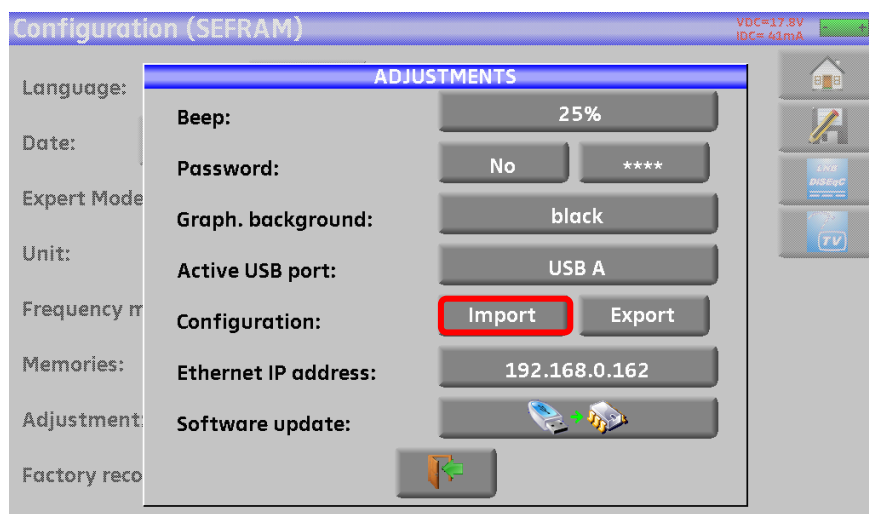 Configuration (SEFRAM)
VDC=17.8V
IDC= 61mA
- +
ADJUSTMENTS
Language:
Beep: 25%
Date:
Password: No ****
Expert Mode
Graph. background: black
Unit:
Active USB port: USB A
Frequency m
Configuration: Import Export
Memories:
Ethernet IP address: 192.168.0.162
Adjustment:
Software update:
Factory reco
DiSEqC
TV